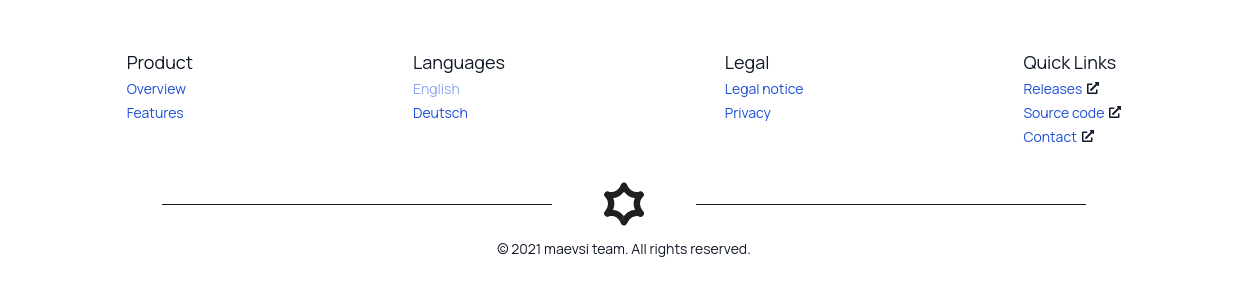 Product
Overview
Features
Languages
English
Deutsch
Legal
Legal notice
Privacy
Quick Links
Releases
Source code
Contact
© 2021 maevsi team. All rights reserved.